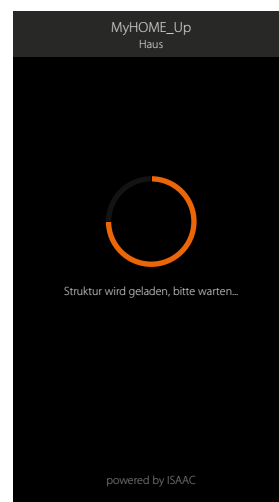 MyHOME_Up
Haus
Struktur wird geladen, bitte warten...
powered by ISAAC